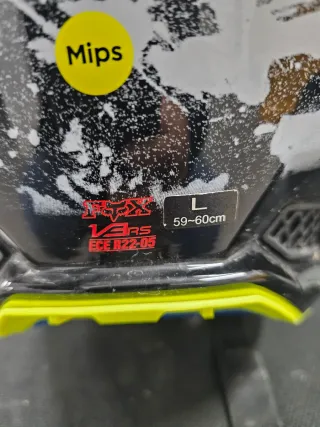 Mips
FOX
V3RS
ECE R22-05
L
59~60cm